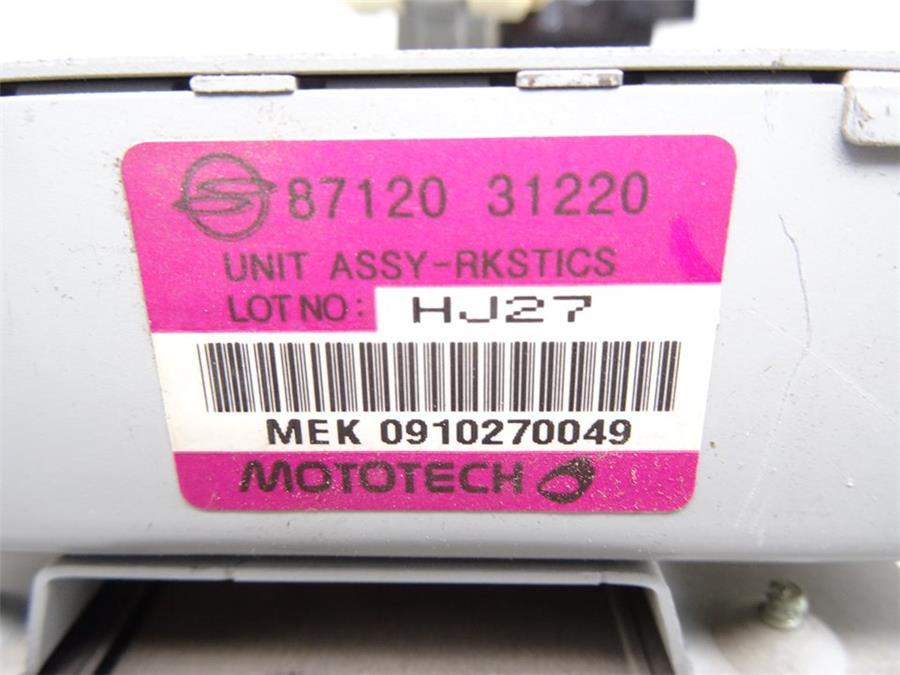 87120 31220
UNIT ASSY-RKSTICS
LOT NO: HJ27
MEK 0910270049
MOTOTECH